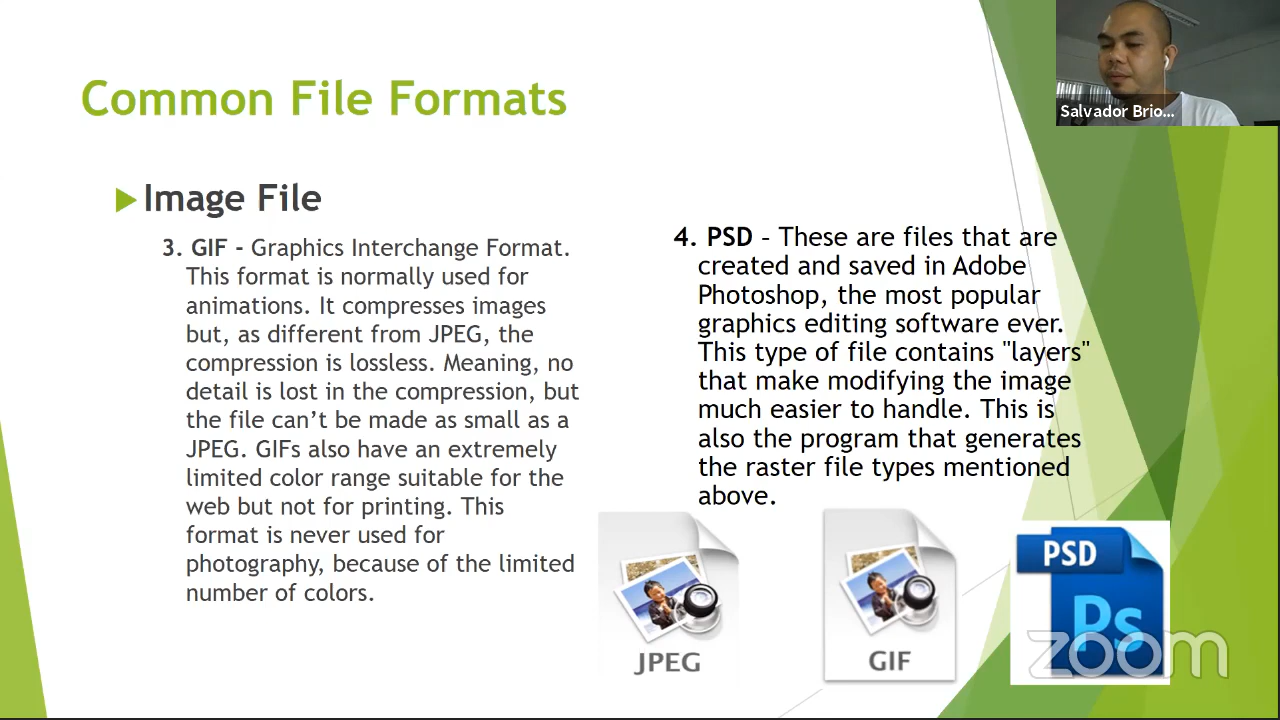 Common File Formats
Salvador Brio...
Image File
3. GIF - Graphics Interchange Format.
This format is normally used for
animations. It compresses images
but, as different from JPEG, the
compression is lossless. Meaning, no
detail is lost in the compression, but
the file can’t be made as small as a
JPEG. GIFs also have an extremely
limited color range suitable for the
web but not for printing. This
format is never used for
photography, because of the limited
number of colors.
4. PSD – These are files that are
created and saved in Adobe
Photoshop, the most popular
graphics editing software ever.
This type of file contains "layers"
that make modifying the image
much easier to handle. This is
also the program that generates
the raster file types mentioned
above.
JPEG
GIF
PSD
Ps
zoom